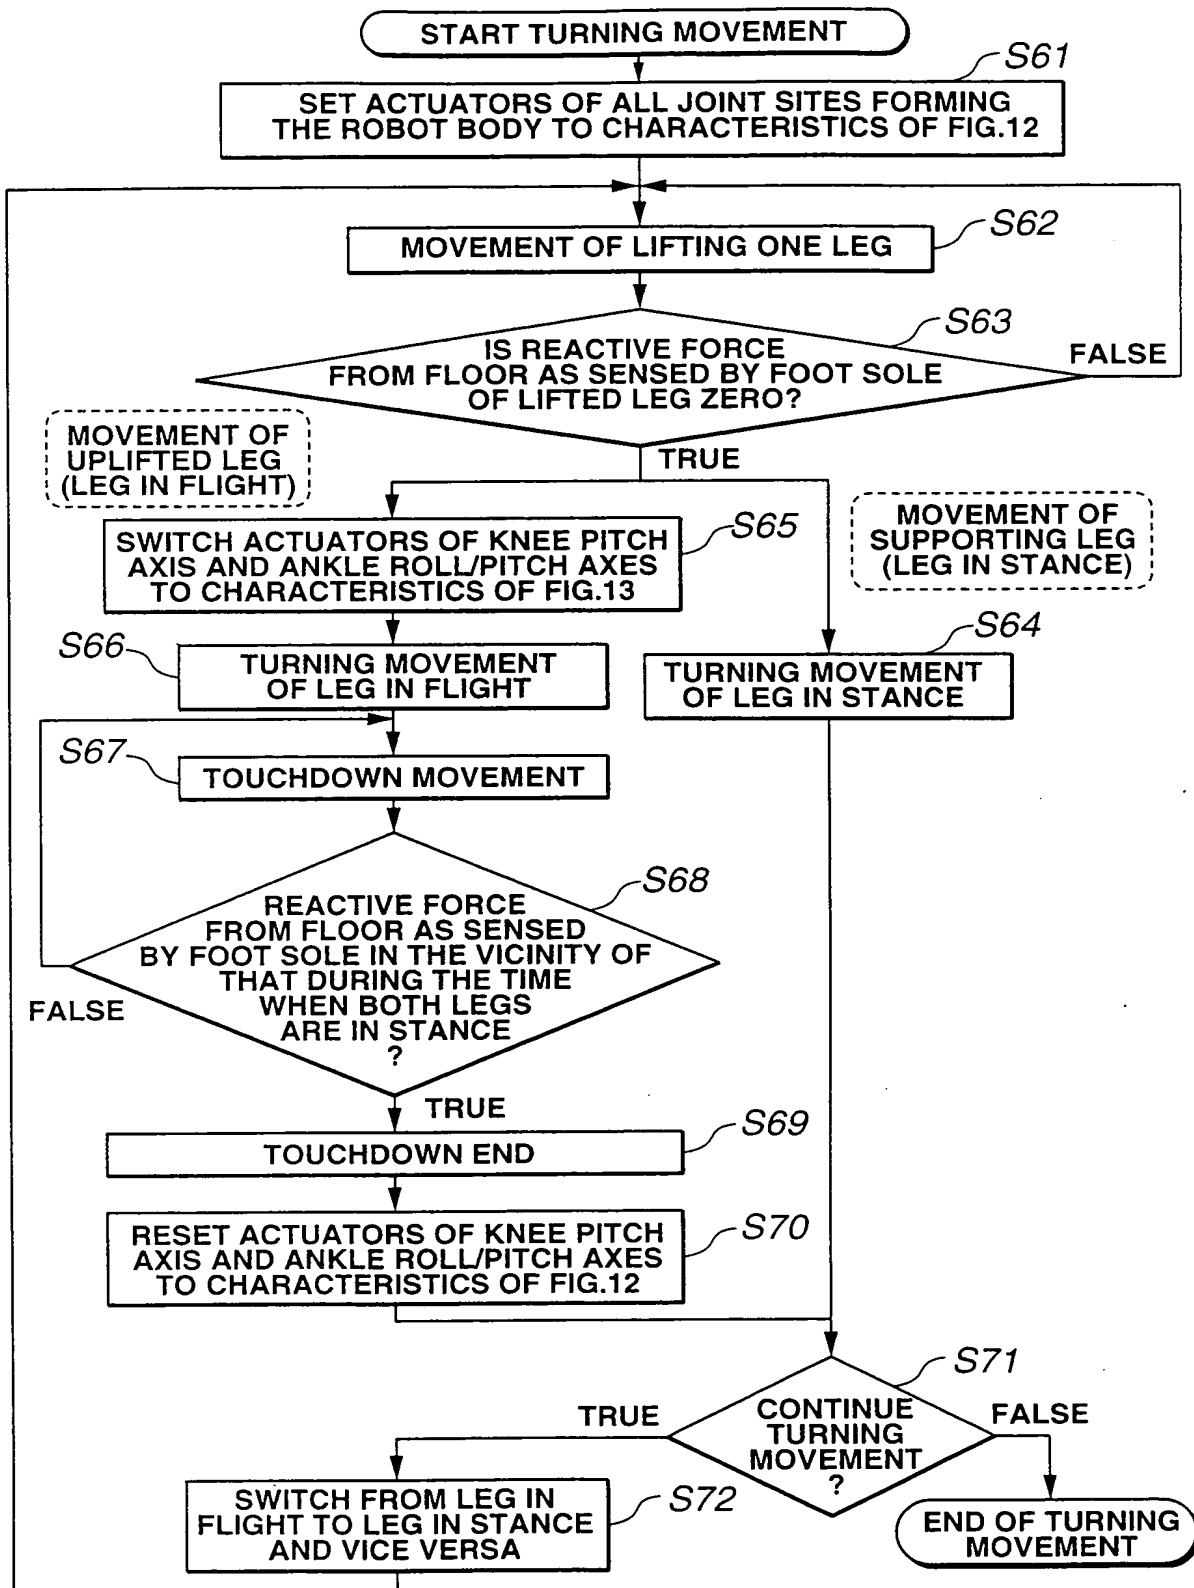 START TURNING MOVEMENT
S61
SET ACTUATORS OF ALL JOINT SITES FORMING
THE ROBOT BODY TO CHARACTERISTICS OF FIG.12
S62
MOVEMENT OF LIFTING ONE LEG
S63
IS REACTIVE FORCE
FROM FLOOR AS SENSED BY FOOT SOLE
OF LIFTED LEG ZERO?
FALSE
TRUE
MOVEMENT OF
UPLIFTED LEG
(LEG IN FLIGHT)
MOVEMENT OF
SUPPORTING LEG
(LEG IN STANCE)
S65
SWITCH ACTUATORS OF KNEE PITCH
AXIS AND ANKLE ROLL/PITCH AXES
TO CHARACTERISTICS OF FIG.13
S66
TURNING MOVEMENT
OF LEG IN FLIGHT
S64
TURNING MOVEMENT
OF LEG IN STANCE
S67
TOUCHDOWN MOVEMENT
S68
REACTIVE FORCE
FROM FLOOR AS SENSED
BY FOOT SOLE IN THE VICINITY OF
THAT DURING THE TIME
WHEN BOTH LEGS
ARE IN STANCE
?
FALSE
TRUE
S69
TOUCHDOWN END
S70
RESET ACTUATORS OF KNEE PITCH
AXIS AND ANKLE ROLL/PITCH AXES
TO CHARACTERISTICS OF FIG.12
S71
CONTINUE
TURNING
MOVEMENT
?
TRUE
FALSE
S72
SWITCH FROM LEG IN
FLIGHT TO LEG IN STANCE
AND VICE VERSA
END OF TURNING
MOVEMENT